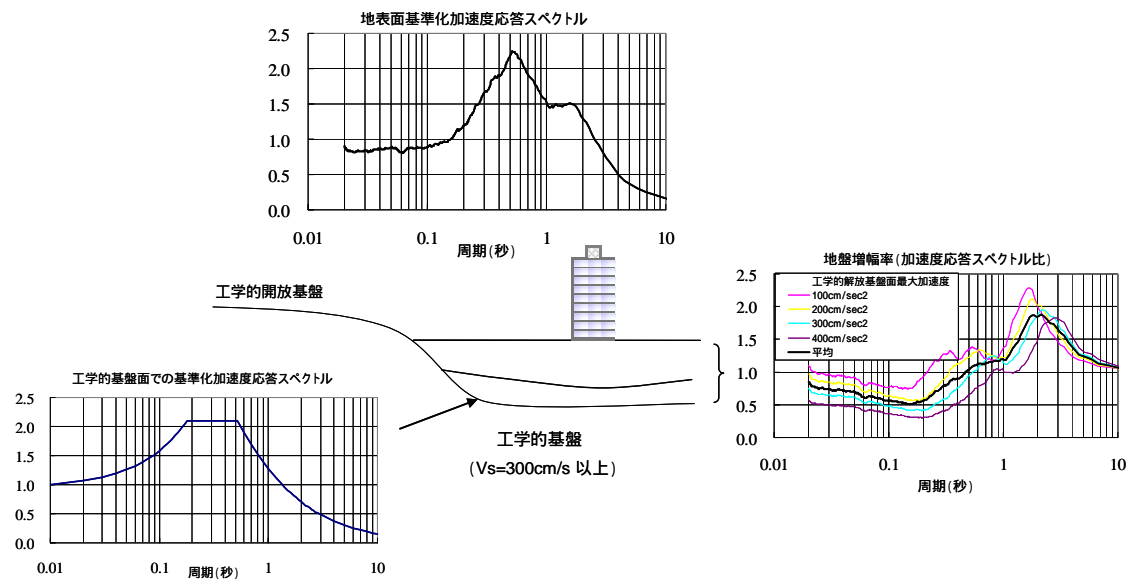 地表面基準化加速度応答スペクトル
2.5
2.0
1.5
1.0
0.5
0.0
0.01 0.1 1 10
周期(秒)
工学的開放基盤
地盤増幅率(加速度応答スペクトル比)
2.5
2.0
1.5
1.0
0.5
0.0
工学的解放基盤面最大加速度
100cm/sec2
200cm/sec2
300cm/sec2
400cm/sec2
平均
0.01 0.1 1 10
周期(秒)
工学的基盤面での基準化加速度応答スペクトル
2.5
2.0
1.5
1.0
0.5
0.0
0.01 0.1 1 10
周期(秒)
工学的基盤
(Vs=300cm/s 以上)